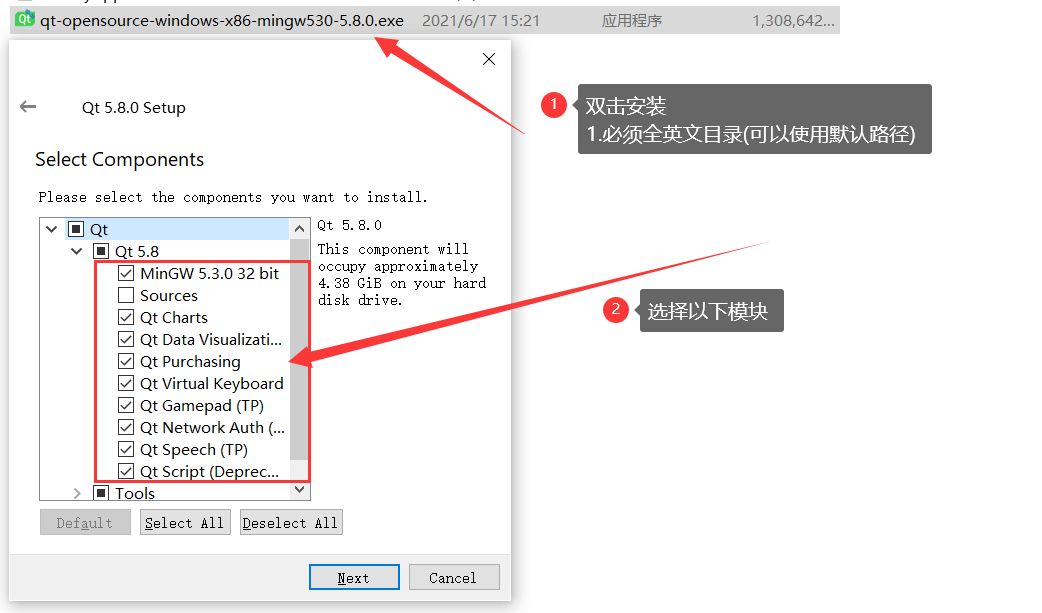 qt-opensource-windows-x86-mingw530-5.8.0.exe 2021/6/17 15:21 应用程序 1,308,642...
Qt 5.8.0 Setup
Select Components
Please select the components you want to install.
Qt
Qt 5.8
MinGW 5.3.0 32 bit
Sources
Qt Charts
Qt Data Visualizati...
Qt Purchasing
Qt Virtual Keyboard
Qt Gamepad (TP)
Qt Network Auth (...
Qt Speech (TP)
Qt Script (Deprec...
Tools
Qt 5.8.0
This component will
occupy approximately
4.38 GiB on your hard
disk drive.
Default Select All Deselect All
Next Cancel
1 双击安装
1.必须全英文目录(可以使用默认路径)
2 选择以下模块